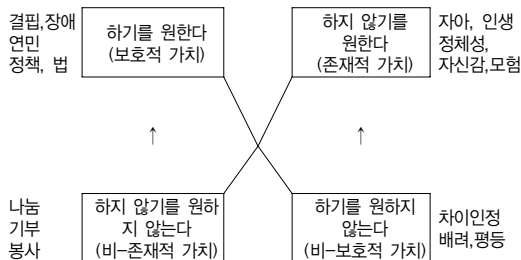 결핍,장애
연민
정책, 법
하기를 원한다
(보호적 가치)
하지 않기를
원한다
(존재적 가치)
자아, 인생
정체성,
자신감,모험
↑
↑
나눔
기부
봉사
하지 않기를 원하
지 않는다
(비-존재적 가치)
하기를 원하지
않는다
(비-보호적 가치)
차이인정
배려,평등